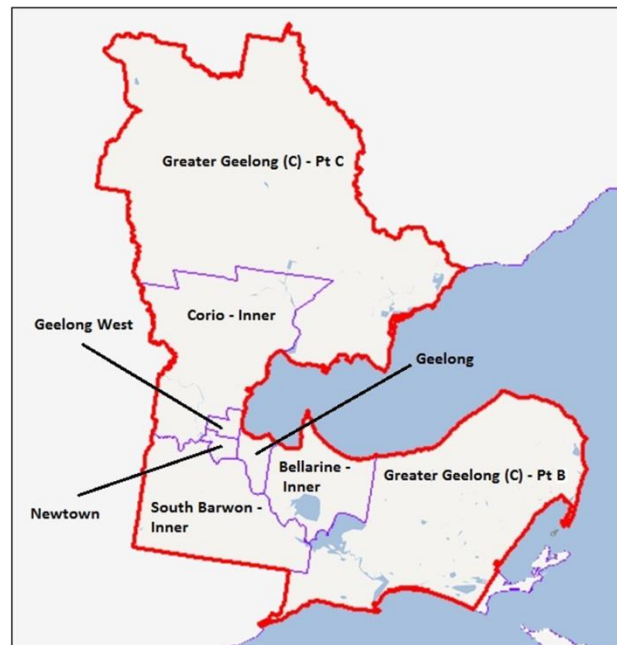 Greater Geelong (C) - Pt C
Corio - Inner
Geelong West
Geelong
Bellarine -
Inner
Greater Geelong (C) - Pt B
Newtown
South Barwon -
Inner